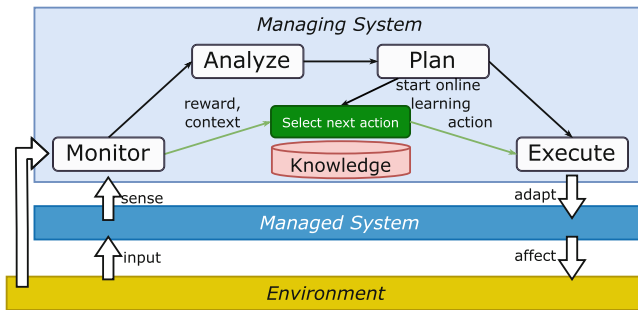 Managing System
Analyze
Plan
start online
learning
reward,
context
action
Select next action
Monitor
Knowledge
Execute
sense
adapt
Managed System
input
affect
Environment